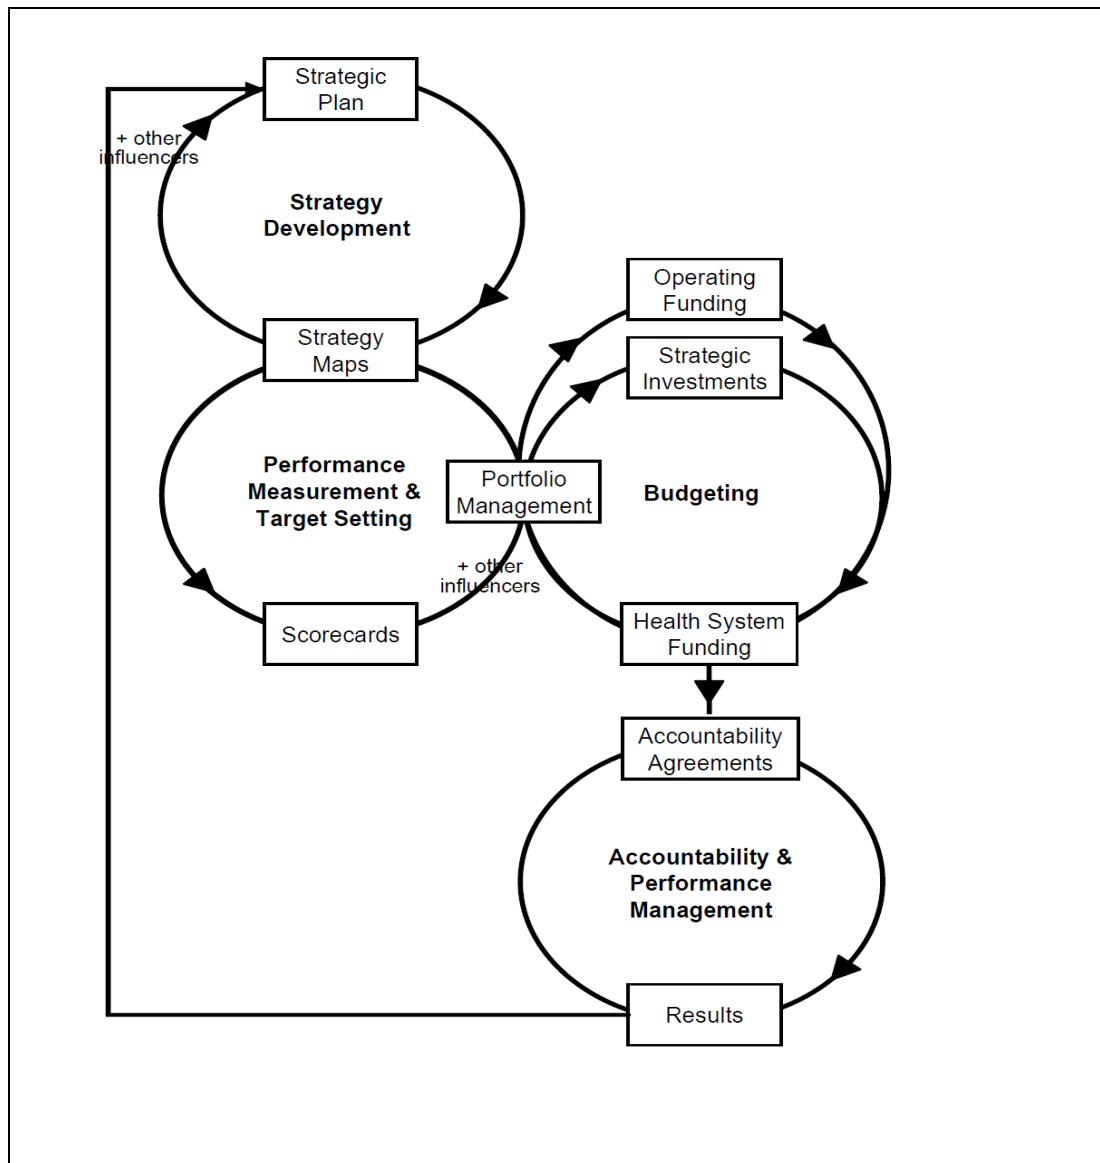 Strategic
Plan
+ other
influencers
Strategy
Development
Operating
Funding
Strategy
Maps
Strategic
Investments
Performance
Measurement &
Target Setting
Portfolio
Management
Budgeting
+ other
influencers
Scorecards
Health System
Funding
Accountability
Agreements
Accountability &
Performance
Management
Results